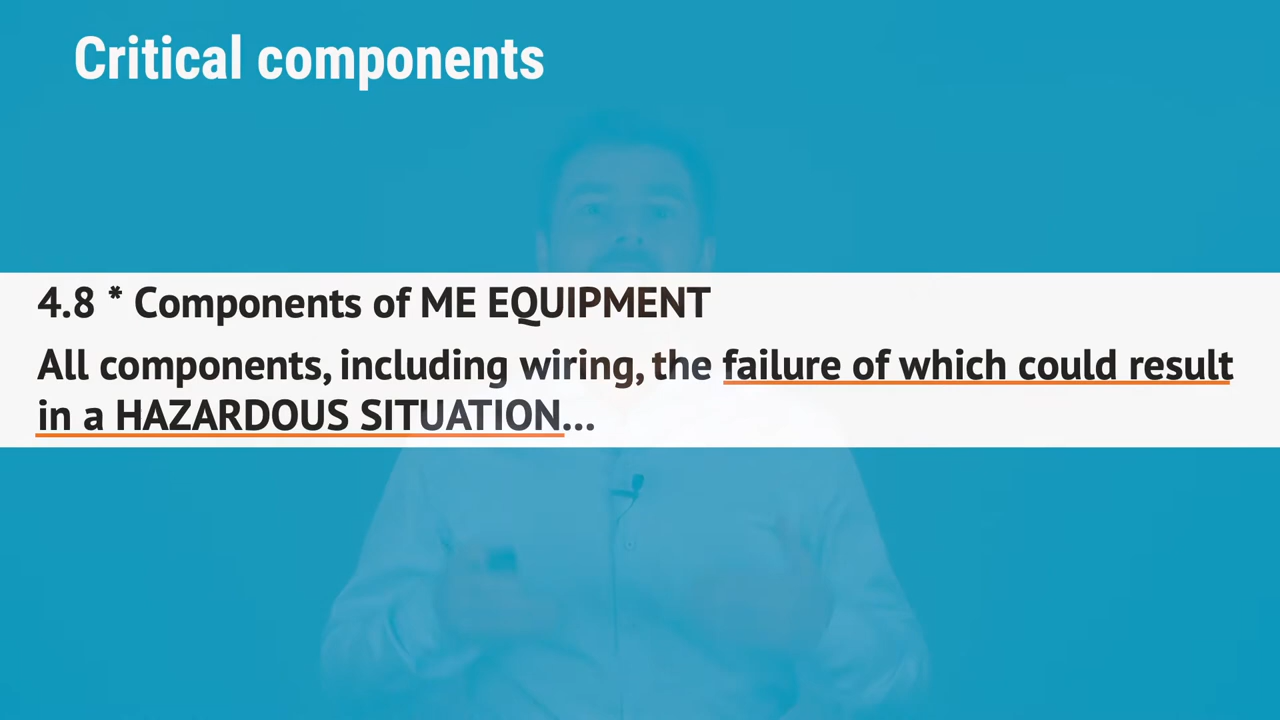 Critical components
4.8 * Components of ME EQUIPMENT
All components, including wiring, the failure of which could result
in a HAZARDOUS SITUATION...